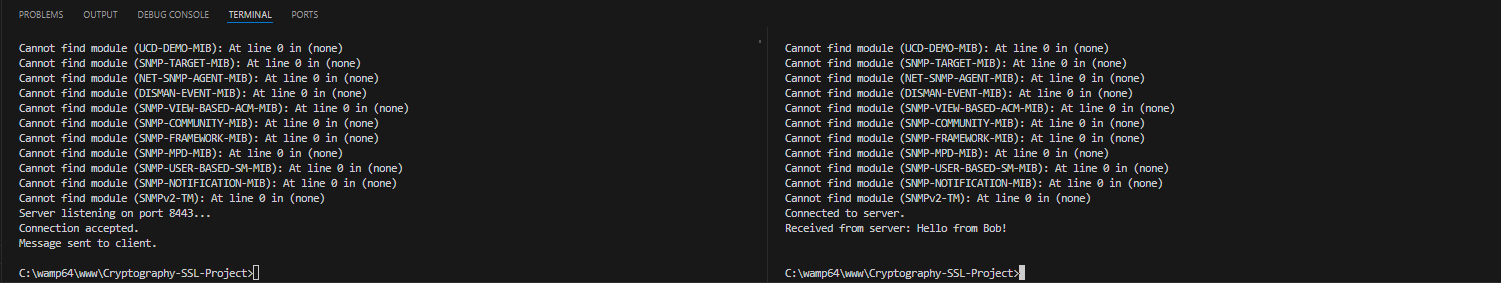 PROBLEMS OUTPUT DEBUG CONSOLE TERMINAL PORTS
Cannot find module (UCD-DEMO-MIB): At line 0 in (none)
Cannot find module (SNMP-TARGET-MIB): At line 0 in (none)
Cannot find module (NET-SNMP-AGENT-MIB): At line 0 in (none)
Cannot find module (DISMAN-EVENT-MIB): At line 0 in (none)
Cannot find module (SNMP-VIEW-BASED-ACM-MIB): At line 0 in (none)
Cannot find module (SNMP-COMMUNITY-MIB): At line 0 in (none)
Cannot find module (SNMP-FRAMEWORK-MIB): At line 0 in (none)
Cannot find module (SNMP-MPD-MIB): At line 0 in (none)
Cannot find module (SNMP-USER-BASED-SM-MIB): At line 0 in (none)
Cannot find module (SNMP-NOTIFICATION-MIB): At line 0 in (none)
Cannot find module (SNMPv2-TM): At line 0 in (none)
Server listening on port 8443...
Connection accepted.
Message sent to client.
C:\wamp64\www\Cryptography-SSL-Project>
Cannot find module (UCD-DEMO-MIB): At line 0 in (none)
Cannot find module (SNMP-TARGET-MIB): At line 0 in (none)
Cannot find module (NET-SNMP-AGENT-MIB): At line 0 in (none)
Cannot find module (DISMAN-EVENT-MIB): At line 0 in (none)
Cannot find module (SNMP-VIEW-BASED-ACM-MIB): At line 0 in (none)
Cannot find module (SNMP-COMMUNITY-MIB): At line 0 in (none)
Cannot find module (SNMP-FRAMEWORK-MIB): At line 0 in (none)
Cannot find module (SNMP-MPD-MIB): At line 0 in (none)
Cannot find module (SNMP-USER-BASED-SM-MIB): At line 0 in (none)
Cannot find module (SNMP-NOTIFICATION-MIB): At line 0 in (none)
Cannot find module (SNMPv2-TM): At line 0 in (none)
Connected to server.
Received from server: Hello from Bob!
C:\wamp64\www\Cryptography-SSL-Project>